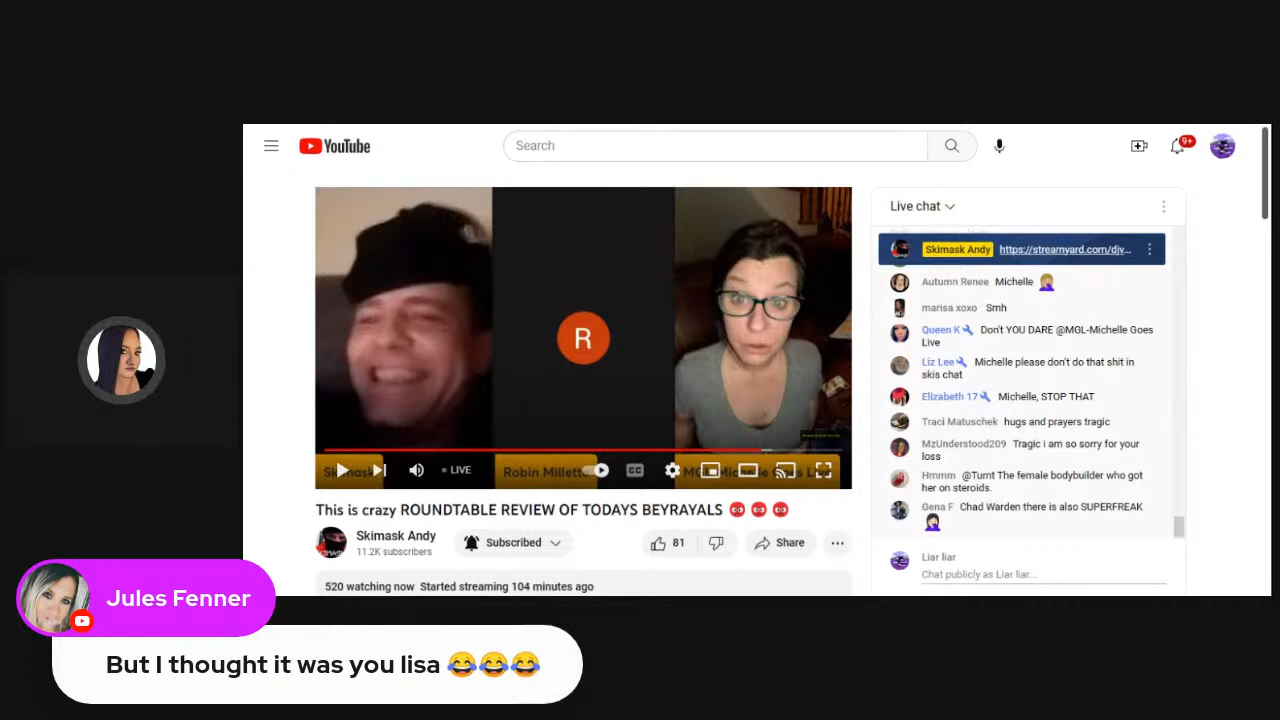 YouTube
Search
9+
Live chat
Skimask Andy https://streamyard.com/djv...
Autumn Renee Michelle 🤦🏼‍♀️
marisa xoxo Smh
Queen K Don't YOU DARE @MGL-Michelle Goes
Live
Liz Lee Michelle please don't do that shit in
skis chat
Elizabeth 17 Michelle, STOP THAT
Traci Matuschek hugs and prayers tragic
MzUnderstood209 Tragic i am so sorry for your
loss
Hmmm @Turnt The female bodybuilder who got
her on steroids.
Gena F Chad Warden there is also SUPERFREAK
🤦🏻‍♀️
Liar liar
Chat publicly as Liar liar...
R
LIVE
Robin Millette
CC
This is crazy ROUNDTABLE REVIEW OF TODAYS BEYRAYALS
Skimask Andy
11.2K subscribers
Subscribed
81
Share
520 watching now Started streaming 104 minutes ago
Jules Fenner
But I thought it was you lisa 😂😂😂